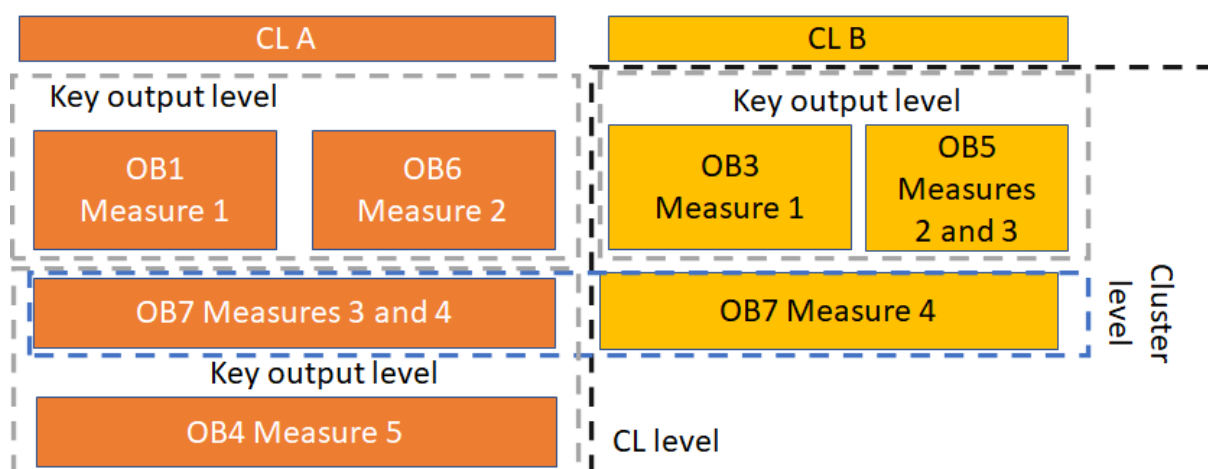 CL A
CL B
Key output level
Key output level
OB1
Measure 1
OB6
Measure 2
OB3
Measure 1
OB5
Measures
2 and 3
OB7 Measures 3 and 4
OB7 Measure 4
Cluster
level
Key output level
OB4 Measure 5
CL level